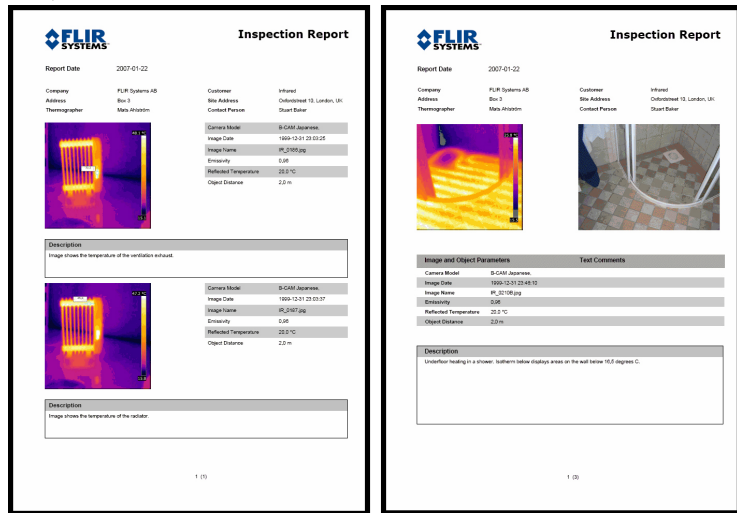 FLIR SYSTEMS
Inspection Report
Report Date 2007-01-22
Company FLIR Systems AB Customer Infrared
Address Box 3 Site Address Oxfordstreet 10, London, UK
Thermographer Mats Ahlström Contact Person Stuart Baker
Camera Model B-CAM Japanese.
Image Date 1999-12-31 23:03:25
Image Name IR_0186.jpg
Emissivity 0,96
Reflected Temperature 20,0 °C
Object Distance 2,0 m
Description
Image shows the temperature of the ventilation exhaust.
Camera Model B-CAM Japanese.
Image Date 1999-12-31 23:03:37
Image Name IR_0187.jpg
Emissivity 0,96
Reflected Temperature 20,0 °C
Object Distance 2,0 m
Description
Image shows the temperature of the radiator.
1 (1)
FLIR SYSTEMS
Inspection Report
Report Date 2007-01-22
Company FLIR Systems AB Customer Infrared
Address Box 3 Site Address Oxfordstreet 10, London, UK
Thermographer Mats Ahlström Contact Person Stuart Baker
Image and Object Parameters Text Comments
Camera Model B-CAM Japanese.
Image Date 1999-12-31 23:46:10
Image Name IR_0210B.jpg
Emissivity 0,96
Reflected Temperature 20,0 °C
Object Distance 2,0 m
Description
Underfloor heating in a shower. Isotherm below displays areas on the wall below 16,5 degrees C.
1 (3)